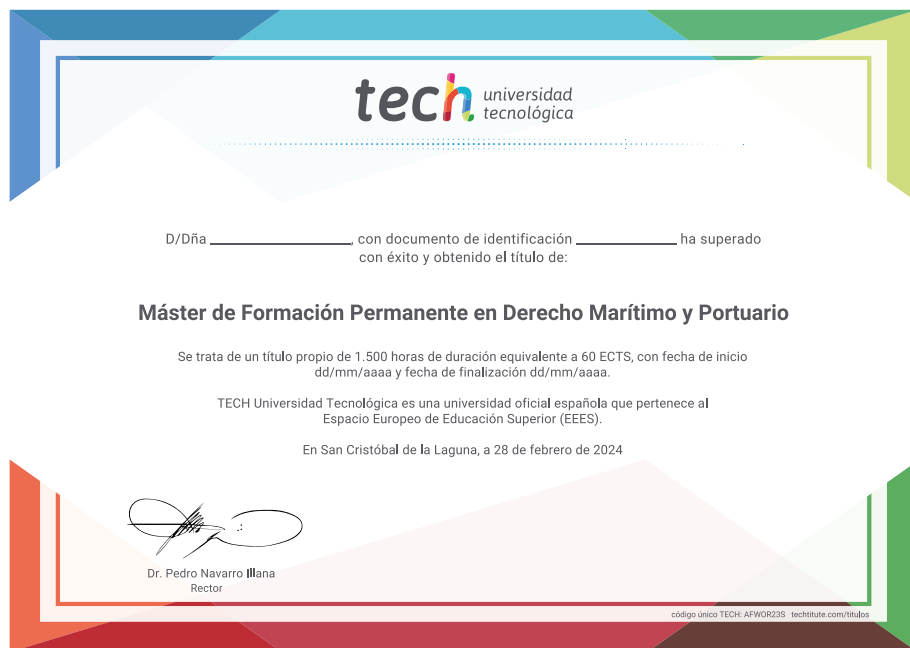 tech universidad
tecnológica
D/Dña ____________________, con documento de identificación ______________ ha superado
con éxito y obtenido el título de:
Máster de Formación Permanente en Derecho Marítimo y Portuario
Se trata de un título propio de 1.500 horas de duración equivalente a 60 ECTS, con fecha de inicio
dd/mm/aaaa y fecha de finalización dd/mm/aaaa.
TECH Universidad Tecnológica es una universidad oficial española que pertenece al
Espacio Europeo de Educación Superior (EEES).
En San Cristóbal de la Laguna, a 28 de febrero de 2024
Dr. Pedro Navarro Illana
Rector
código único TECH: AFWOR23S techtitute.com/titulos